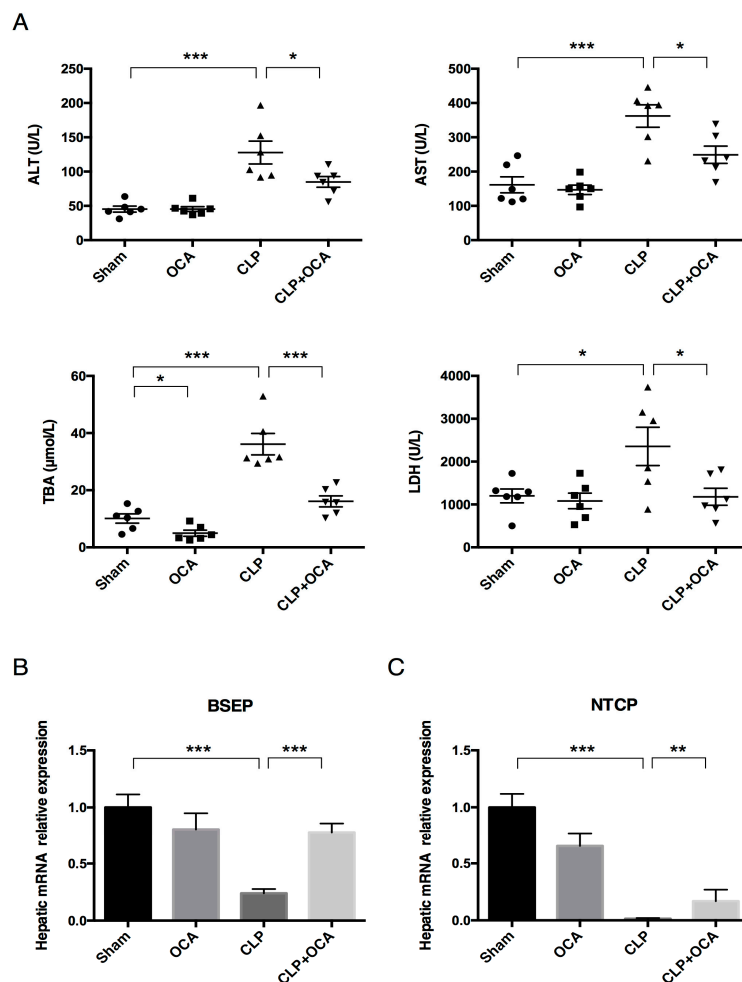 A
*** *
ALT (U/L)
250
200
150
100
50
0
Sham OCA CLP CLP+OCA
*** *
AST (U/L)
500
400
300
200
100
0
Sham OCA CLP CLP+OCA
*** ***
*
TBA (μmol/L)
60
40
20
0
Sham OCA CLP CLP+OCA
* *
LDH (U/L)
4000
3000
2000
1000
0
Sham OCA CLP CLP+OCA
B
BSEP
*** ***
Hepatic mRNA relative expression
1.5
1.0
0.5
0.0
Sham OCA CLP CLP+OCA
C
NTCP
*** **
Hepatic mRNA relative expression
1.5
1.0
0.5
0.0
Sham OCA CLP CLP+OCA